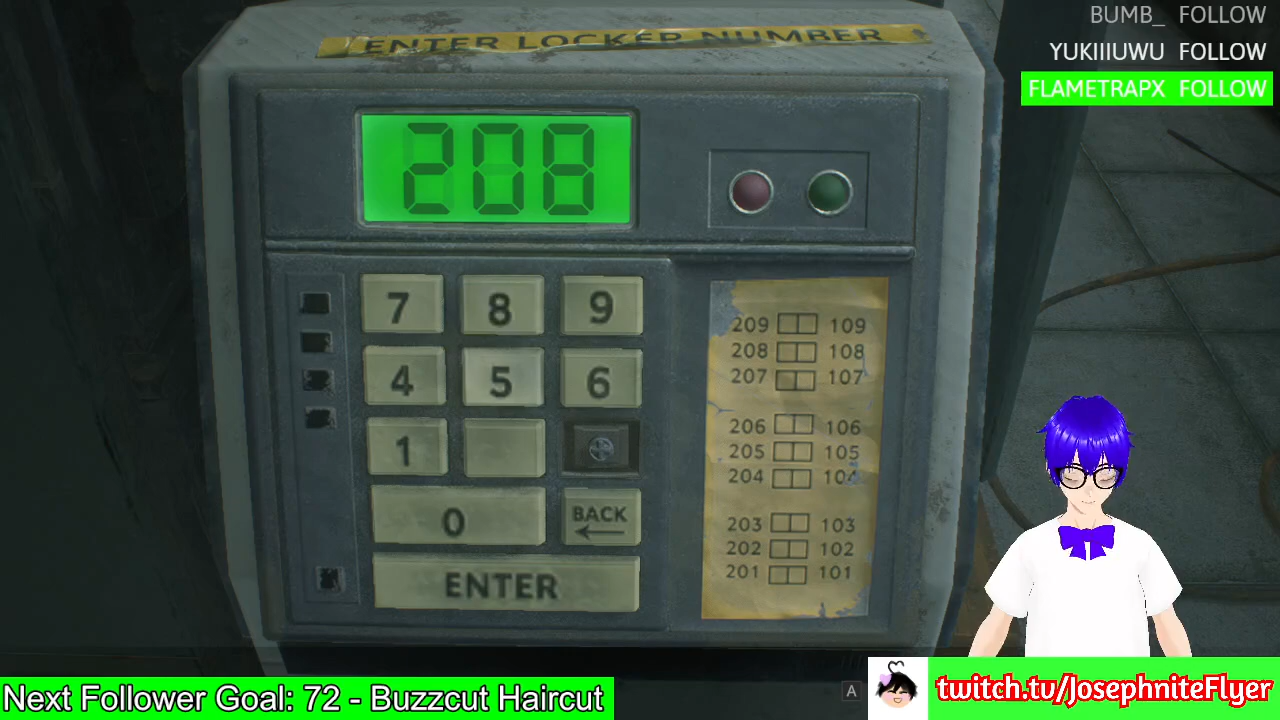 BUMB_ FOLLOW
YUKIIIUWU FOLLOW
FLAMETRAPX FOLLOW
ENTER LOCKER NUMBER
208
7 8 9
4 5 6
1
0 BACK
ENTER
209 109
208 108
207 107
206 106
205 105
204 104
203 103
202 102
201 101
A
Next Follower Goal: 72 - Buzzcut Haircut
twitch.tv/JosephniteFlyer